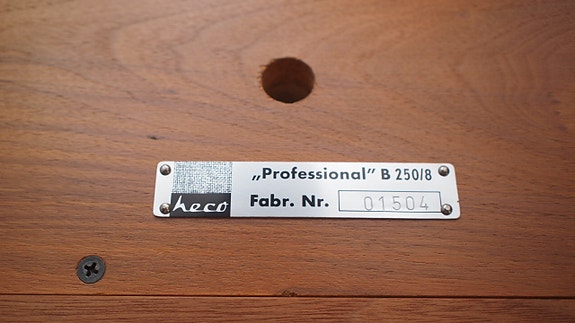 „Professional” B 250/8
heco
Fabr. Nr. 01504